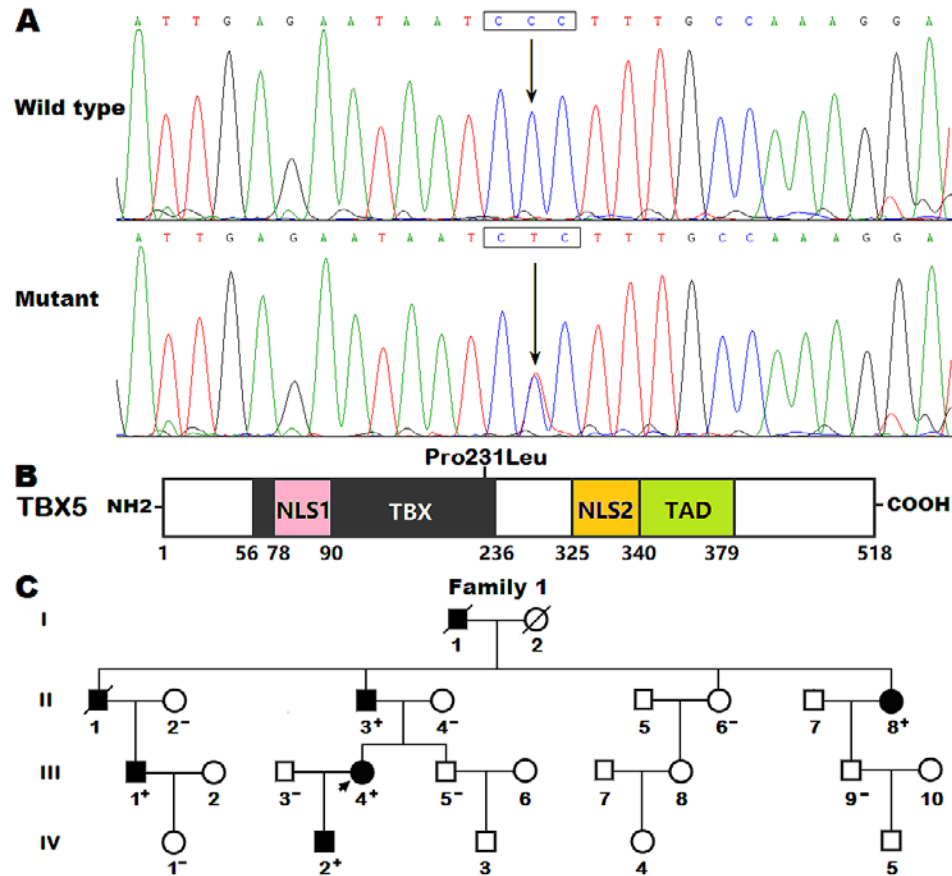 A
A T T G A G A A T A A T C C C T T T G C C A A A G G A
Wild type
A T T G A G A A T A A T C T C T T T G C C A A A G G A
Mutant
Pro231Leu
B
TBX5 NH2 NLS1 TBX NLS2 TAD COOH
1 56 78 90 236 325 340 379 518
C
Family 1
I
1 2
II
1 2− 3+ 4− 5 6− 7 8+
III
1+ 2 3− 4+ 5− 6 7 8 9− 10
IV
1− 2+ 3 4 5